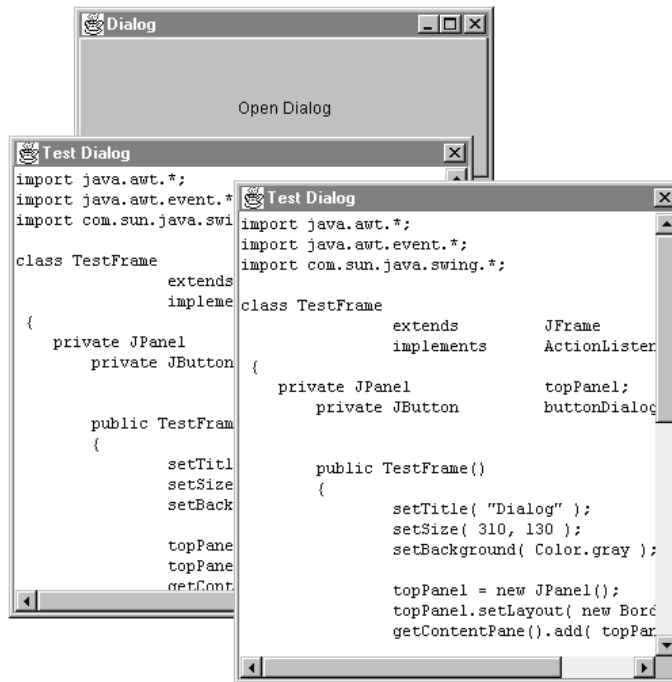 Dialog
Open Dialog
Test Dialog
import java.awt.*;
import java.awt.event.*
import com.sun.java.swi
class TestFrame
extends
impleme
{
private JPanel
private JButton
public TestFram
{
setTitl
setSize
setBack
topPane
topPane
getCont
Test Dialog
import java.awt.*;
import java.awt.event.*;
import com.sun.java.swing.*;
class TestFrame
extends JFrame
implements ActionListen
{
private JPanel topPanel;
private JButton buttonDialog
public TestFrame()
{
setTitle( "Dialog" );
setSize( 310, 130 );
setBackground( Color.gray );
topPanel = new JPanel();
topPanel.setLayout( new Bord
getContentPane().add( topPan